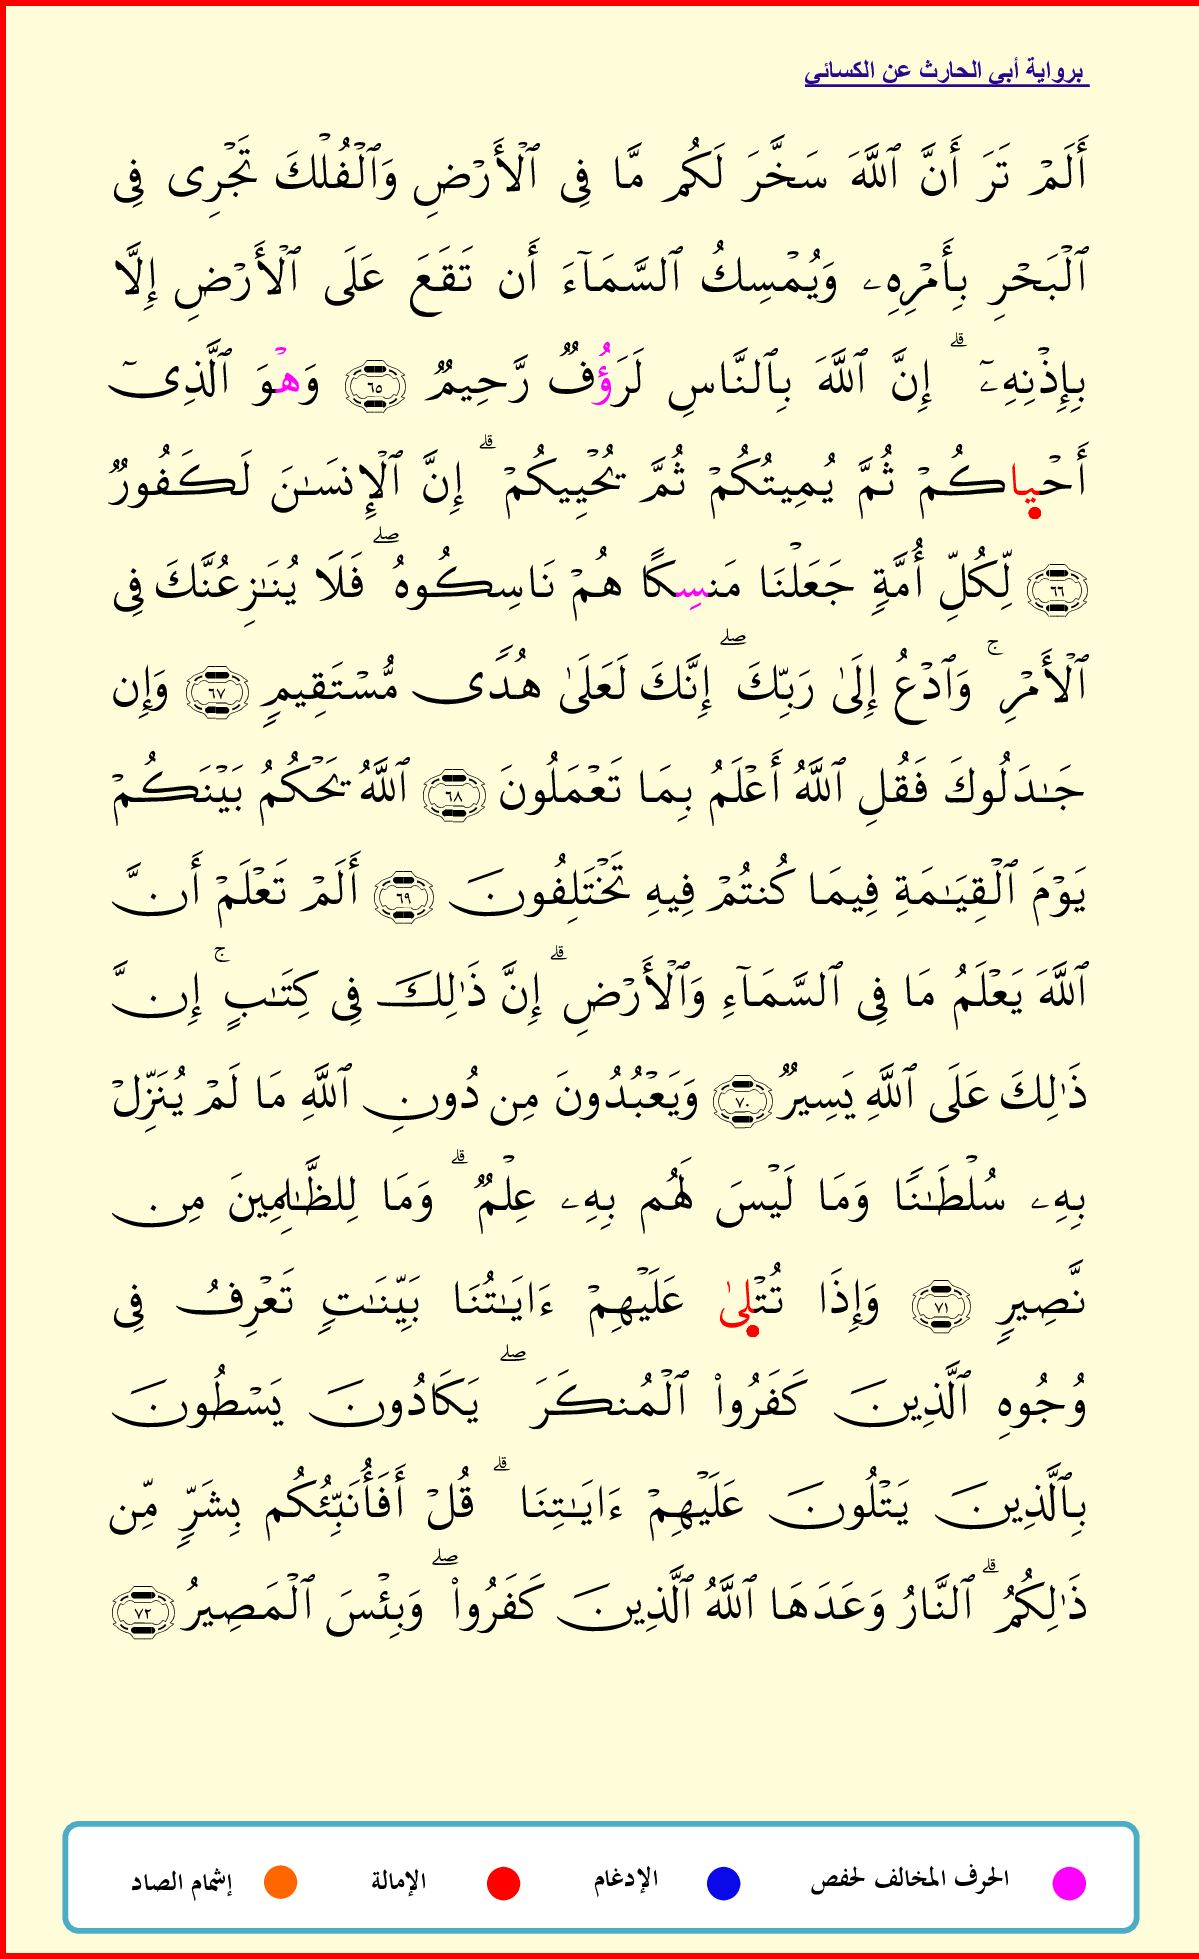 برواية أبي الحارث عن الكسائي
أَلَمۡ تَرَ أَنَّ ٱللَّهَ سَخَّرَ لَكُم مَّا فِي ٱلۡأَرۡضِ وَٱلۡفُلۡكَ تَجۡرِي فِي
ٱلۡبَحۡرِ بِأَمۡرِهِۦ وَيُمۡسِكُ ٱلسَّمَآءَ أَن تَقَعَ عَلَى ٱلۡأَرۡضِ إِلَّا
بِإِذۡنِهِۦٓۗ إِنَّ ٱللَّهَ بِٱلنَّاسِ لَرَؤُفٞ رَّحِيمٞ ٦٥ وَهۡوَ ٱلَّذِيٓ
أَحۡياكُمۡ ثُمَّ يُمِيتُكُمۡ ثُمَّ يُحۡيِيكُمۡۗ إِنَّ ٱلۡإِنسَٰنَ لَكَفُورٞ
٦٦ لِّكُلِّ أُمَّةٖ جَعَلۡنَا مَنسِكًا هُمۡ نَاسِكُوهُۖ فَلَا يُنَٰزِعُنَّكَ فِي
ٱلۡأَمۡرِۚ وَٱدۡعُ إِلَىٰ رَبِّكَۖ إِنَّكَ لَعَلَىٰ هُدٗى مُّسۡتَقِيمٖ ٦٧ وَإِن
جَٰدَلُوكَ فَقُلِ ٱللَّهُ أَعۡلَمُ بِمَا تَعۡمَلُونَ ٦٨ ٱللَّهُ يَحۡكُمُ بَيۡنَكُمۡ
يَوۡمَ ٱلۡقِيَٰمَةِ فِيمَا كُنتُمۡ فِيهِ تَخۡتَلِفُونَ ٦٩ أَلَمۡ تَعۡلَمۡ أَنَّ
ٱللَّهَ يَعۡلَمُ مَا فِي ٱلسَّمَآءِ وَٱلۡأَرۡضِۗ إِنَّ ذَٰلِكَ فِي كِتَٰبٍۚ إِنَّ
ذَٰلِكَ عَلَى ٱللَّهِ يَسِيرٞ ٧٠ وَيَعۡبُدُونَ مِن دُونِ ٱللَّهِ مَا لَمۡ يُنَزِّلۡ
بِهِۦ سُلۡطَٰنٗا وَمَا لَيۡسَ لَهُم بِهِۦ عِلۡمٞۗ وَمَا لِلظَّٰلِمِينَ مِن
نَّصِيرٖ ٧١ وَإِذَا تُتۡلىٰ عَلَيۡهِمۡ ءَايَٰتُنَا بَيِّنَٰتٖ تَعۡرِفُ فِي
وُجُوهِ ٱلَّذِينَ كَفَرُواْ ٱلۡمُنكَرَۖ يَكَادُونَ يَسۡطُونَ
بِٱلَّذِينَ يَتۡلُونَ عَلَيۡهِمۡ ءَايَٰتِنَاۗ قُلۡ أَفَأُنَبِّئُكُم بِشَرّٖ مِّن
ذَٰلِكُمُۗ ٱلنَّارُ وَعَدَهَا ٱللَّهُ ٱلَّذِينَ كَفَرُواْۖ وَبِئۡسَ ٱلۡمَصِيرُ ٧٢
الحرف المخالف لحفص الإدغام الإمالة إشمام الصاد